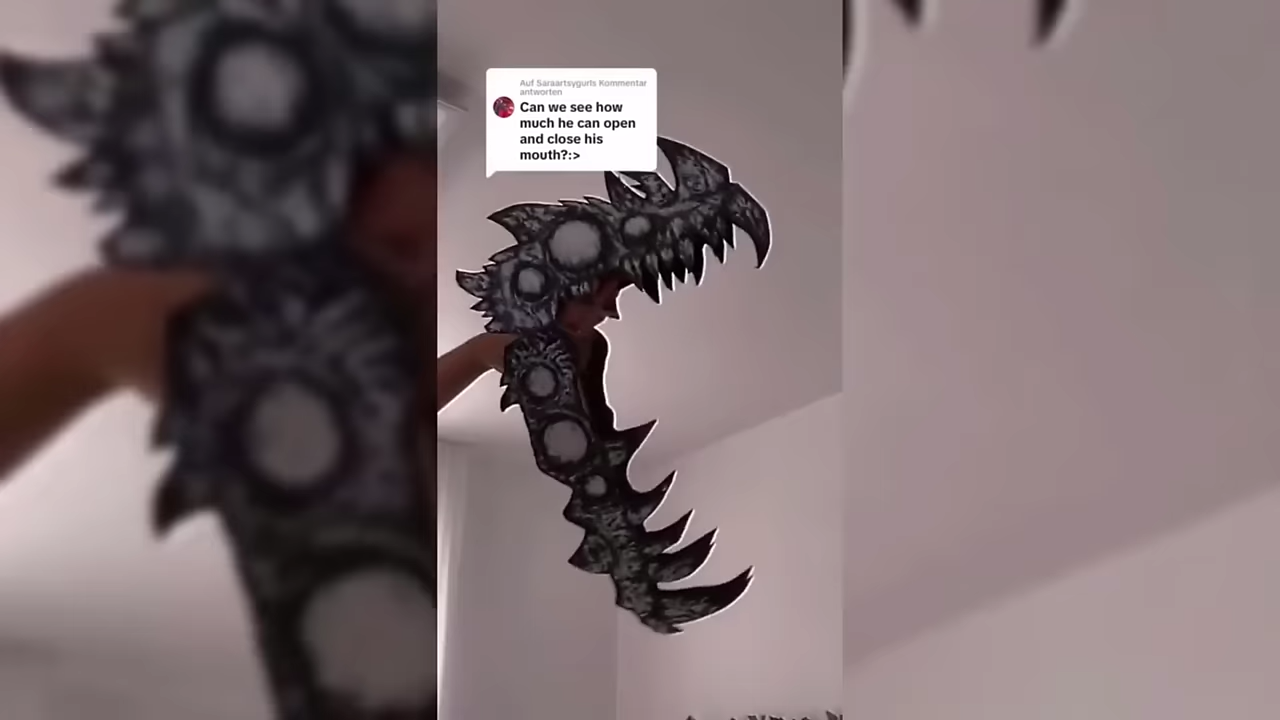 Auf Saraartsygurls Kommentar
antworten
Can we see how
much he can open
and close his
mouth?:>